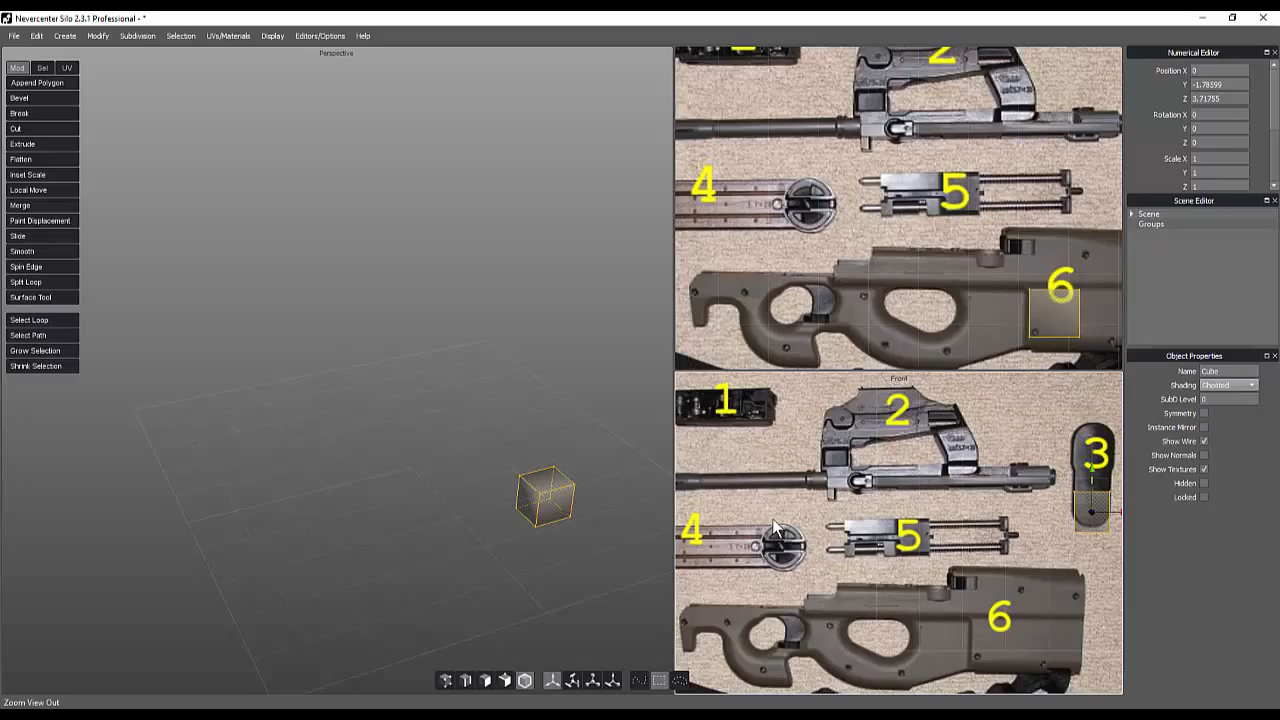 Nevercenter Silo 2.3.1 Professional - *
File Edit Create Modify Subdivision Selection UVs/Materials Display Editors/Options Help
Perspective
Mod Sel UV
Append Polygon
Bevel
Break
Cut
Extrude
Flatten
Inset Scale
Local Move
Merge
Paint Displacement
Slide
Smooth
Spin Edge
Split Loop
Surface Tool
Select Loop
Select Path
Grow Selection
Shrink Selection
2
4
5
6
Front
1
2
3
4
5
6
Numerical Editor
Position X 0
Y -1.78599
Z 3.71755
Rotation X 0
Y 0
Z 0
Scale X 1
Y 1
Z 1
Scene Editor
Scene
Groups
Object Properties
Name Cube
Shading Ghosted
SubD Level 0
Symmetry
Instance Mirror
Show Wire
Show Normals
Show Textures
Hidden
Locked
Zoom View Out